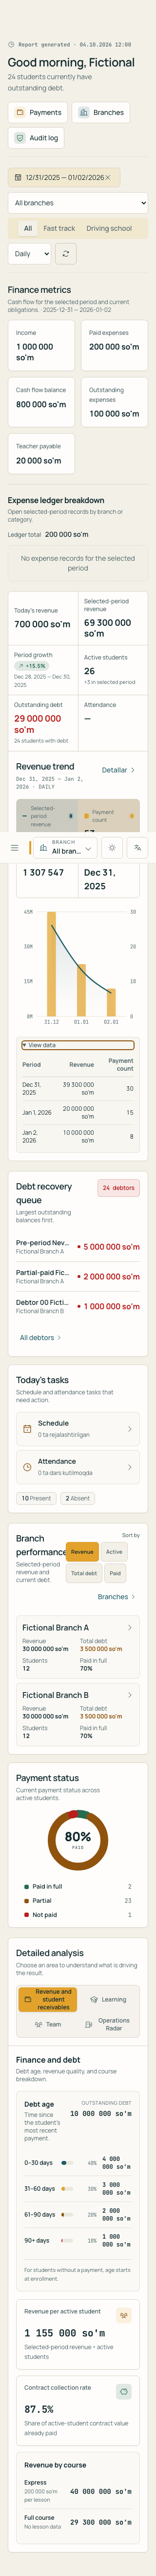 Report generated · 04.10.2026 12:00
Good morning, Fictional
24 students currently have
outstanding debt.
Payments
Branches
Audit log
12/31/2025 — 01/02/2026
All branches
All
Fast track
Driving school
Daily
Finance metrics
Cash flow for the selected period and current
obligations. · 2025-12-31 — 2026-01-02
Income
1 000 000
so'm
Paid expenses
200 000 so'm
Cash flow balance
800 000 so'm
Outstanding
expenses
100 000 so'm
Teacher payable
20 000 so'm
Expense ledger breakdown
Open selected-period records by branch or
category.
Ledger total 200 000 so'm
No expense records for the selected
period
Today's revenue
700 000 so'm
Selected-period
revenue
69 300 000
so'm
Period growth
+15.5%
Dec 28, 2025 — Dec 30,
2025
Active students
26
+3 in selected period
Outstanding debt
29 000 000
so'm
24 students with debt
Attendance
—
Revenue trend
Detallar
Dec 31, 2025 — Jan 2,
2026 · DAILY
Selected-
period
revenue
Payment
count
BRANCH
All bran...
1 307 547
Dec 31,
2025
45M
30M
15M
0M
30
20
10
0
31.12
01.01
02.01
View data
Period
Revenue
Payment
count
Dec 31,
2025
39 300 000
so'm
30
Jan 1, 2026
20 000 000
so'm
15
Jan 2,
2026
10 000 000
so'm
8
Debt recovery
queue
24 debtors
Largest outstanding
balances first.
Pre-period Nev...
Fictional Branch A
5 000 000 so'm
Partial-paid Fic...
Fictional Branch A
2 000 000 so'm
Debtor 00 Ficti...
Fictional Branch B
1 000 000 so'm
All debtors
Today's tasks
Schedule and attendance tasks that
need action.
Schedule
0 ta rejalashtirilgan
Attendance
0 ta dars kutilmoqda
10 Present
2 Absent
Branch
performance
Selected-period
revenue and
current debt.
Sort by
Revenue
Active
Total debt
Paid
Branches
Fictional Branch A
Revenue
30 000 000 so'm
Total debt
3 500 000 so'm
Students
12
Paid in full
70%
Fictional Branch B
Revenue
30 000 000 so'm
Total debt
3 500 000 so'm
Students
12
Paid in full
70%
Payment status
Current payment status across
active students.
80%
PAID
Paid in full 2
Partial 23
Not paid 1
Detailed analysis
Choose an area to understand what is driving
the result.
Revenue and
student
receivables
Learning
Team
Operations
Radar
Finance and debt
Debt age, revenue quality, and course
breakdown.
Debt age
Time since
the student's
most recent
payment.
OUTSTANDING DEBT
10 000 000 so'm
0–30 days 40% 4 000
000 so'm
31–60 days 30% 3 000
000 so'm
61–90 days 20% 2 000
000 so'm
90+ days 10% 1 000
000 so'm
For students without a payment, age starts
at enrollment.
Revenue per active student
1 155 000 so'm
Selected-period revenue ÷ active
students
Contract collection rate
87.5%
Share of active-student contract value
already paid
Revenue by course
Express
200 000 so'm
per lesson
40 000 000 so'm
Full course
No lesson data
29 300 000 so'm